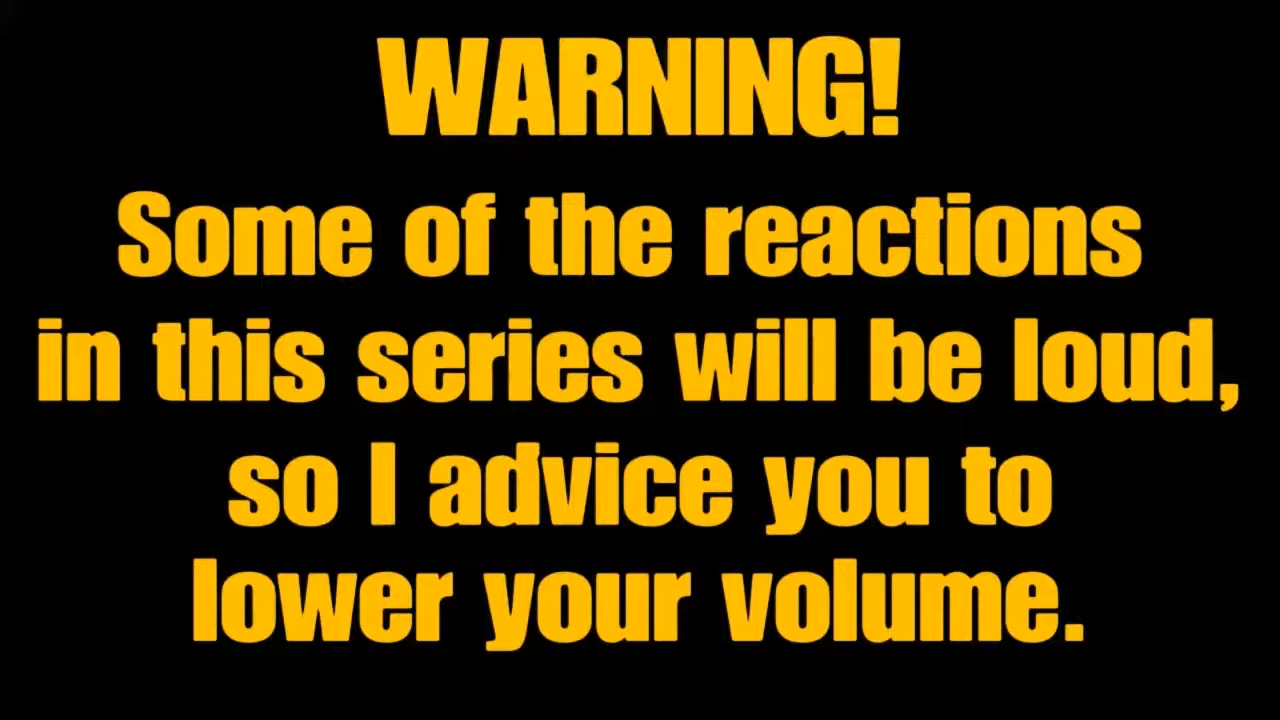 WARNING!
Some of the reactions
in this series will be loud,
so I advice you to
lower your volume.